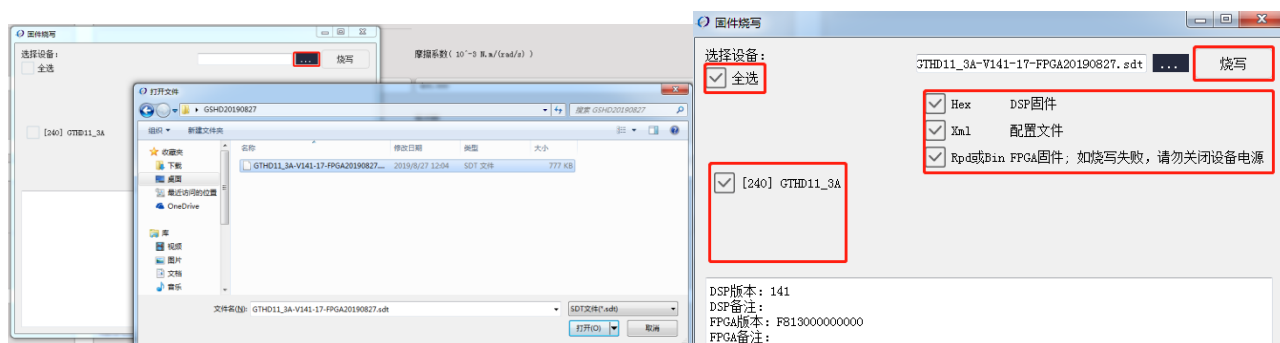 固件烧写
选择设备:
全选
...
烧写
[240] GTHD11_3A
摩擦系数( 10^-3 N.m/(rad/s) )
打开文件
GSHD20190827
搜索 GSHD20190827
组织
新建文件夹
名称
修改日期
类型
大小
GTHD11_3A-V141-17-FPGA20190827....
2019/8/27 12:04
SDT 文件
777 KB
收藏夹
下载
桌面
最近访问的位置
OneDrive
库
视频
图片
文档
音乐
文件名(N):
GTHD11_3A-V141-17-FPGA20190827.sdt
SDT文件(*.sdt)
打开(O)
取消
固件烧写
选择设备:
全选
GTHD11_3A-V141-17-FPGA20190827.sdt
...
烧写
Hex DSP固件
Xml 配置文件
Rpd或Bin FPGA固件; 如烧写失败, 请勿关闭设备电源
[240] GTHD11_3A
DSP版本: 141
DSP备注:
FPGA版本: F813000000000
FPGA备注: